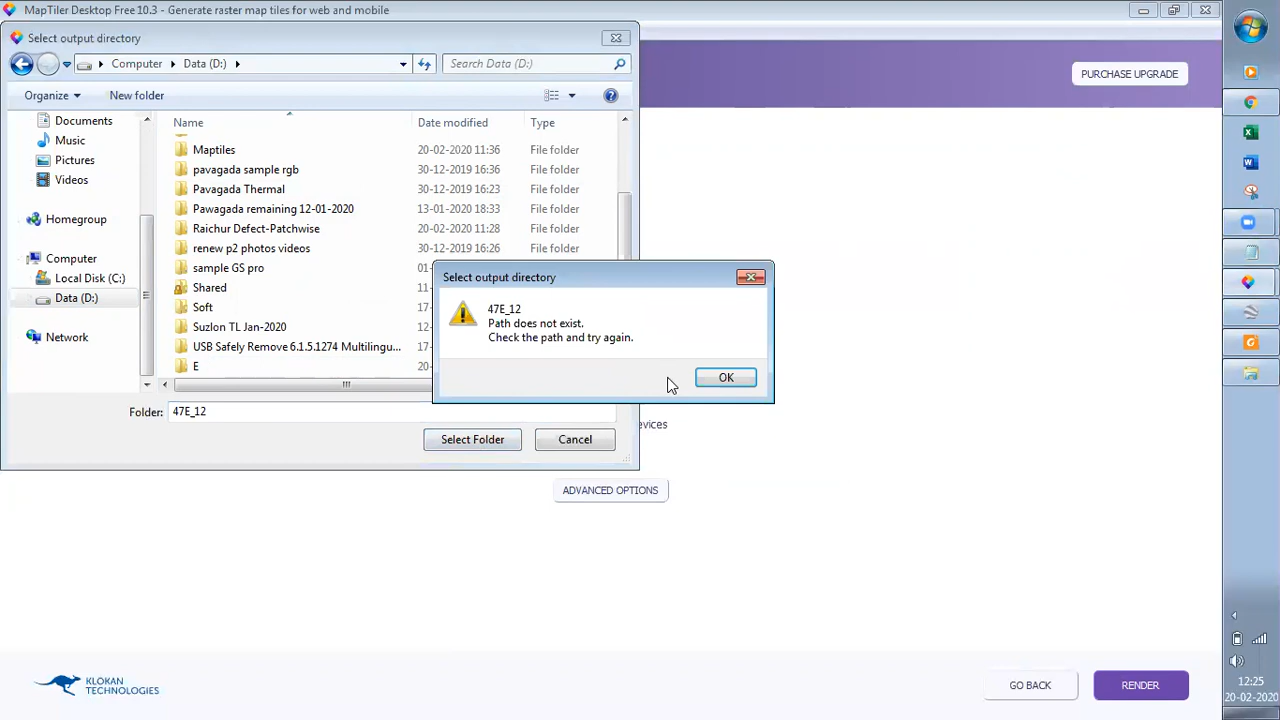 MapTiler Desktop Free 10.3 - Generate raster map tiles for web and mobile
Select output directory
Computer
Data (D:)
Search Data (D:)
PURCHASE UPGRADE
Organize
New folder
Documents
Music
Pictures
Videos
Homegroup
Computer
Local Disk (C:)
Data (D:)
Network
Name Date modified Type
Maptiles 20-02-2020 11:36 File folder
pavagada sample rgb 30-12-2019 16:36 File folder
Pavagada Thermal 30-12-2019 16:23 File folder
Pawagada remaining 12-01-2020 13-01-2020 18:33 File folder
Raichur Defect-Patchwise 20-02-2020 11:28 File folder
renew p2 photos videos 30-12-2019 16:26 File folder
sample GS pro 01-
Shared 11-
Soft 17-
Suzlon TL Jan-2020 12-
USB Safely Remove 6.1.5.1274 Multilingu... 17-
E 20-
Select output directory
47E_12
Path does not exist.
Check the path and try again.
OK
Folder: 47E_12
evices
Select Folder
Cancel
ADVANCED OPTIONS
KLOKAN
TECHNOLOGIES
GO BACK
RENDER
12:25
20-02-2020